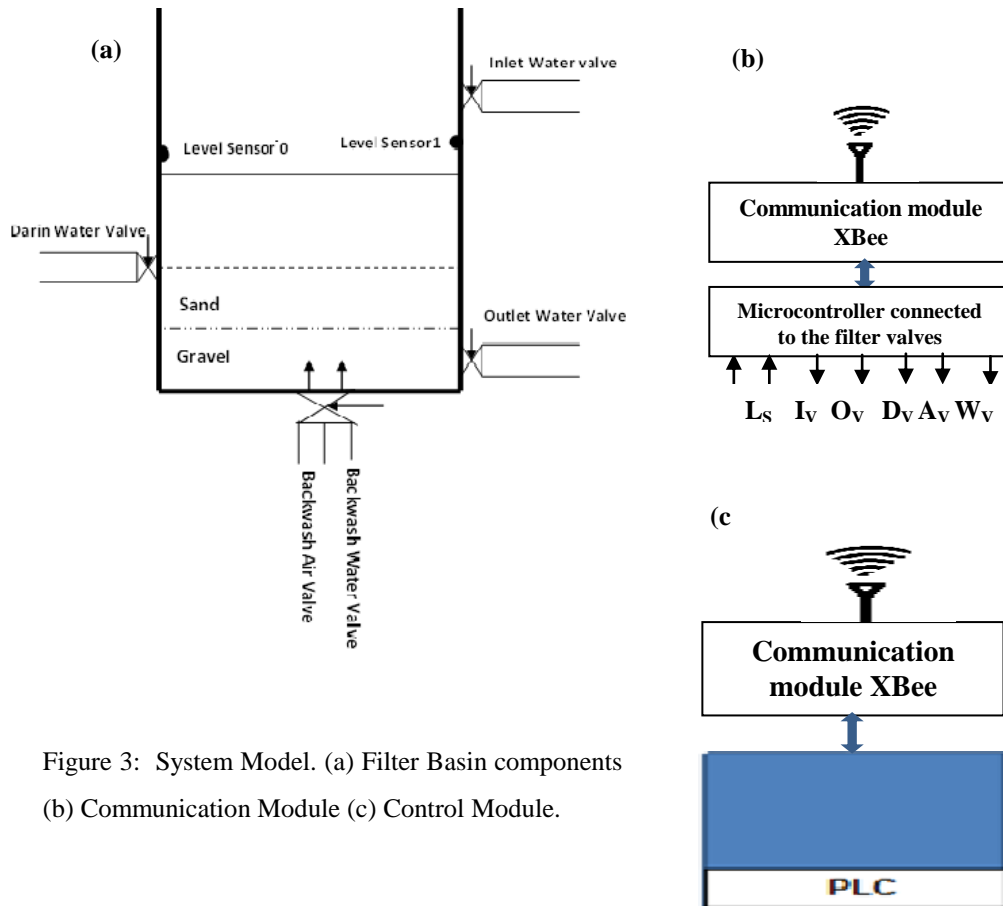 (a)
Inlet Water valve
Level Sensor 0
Level Sensor1
Darin Water Valve
Sand
Outlet Water Valve
Gravel
Backwash Air Valve
Backwash Water Valve
(b)
Communication module
XBee
Microcontroller connected
to the filter valves
LS IV OV DV AV WV
(c
Communication
module XBee
PLC
Figure 3: System Model. (a) Filter Basin components
(b) Communication Module (c) Control Module.